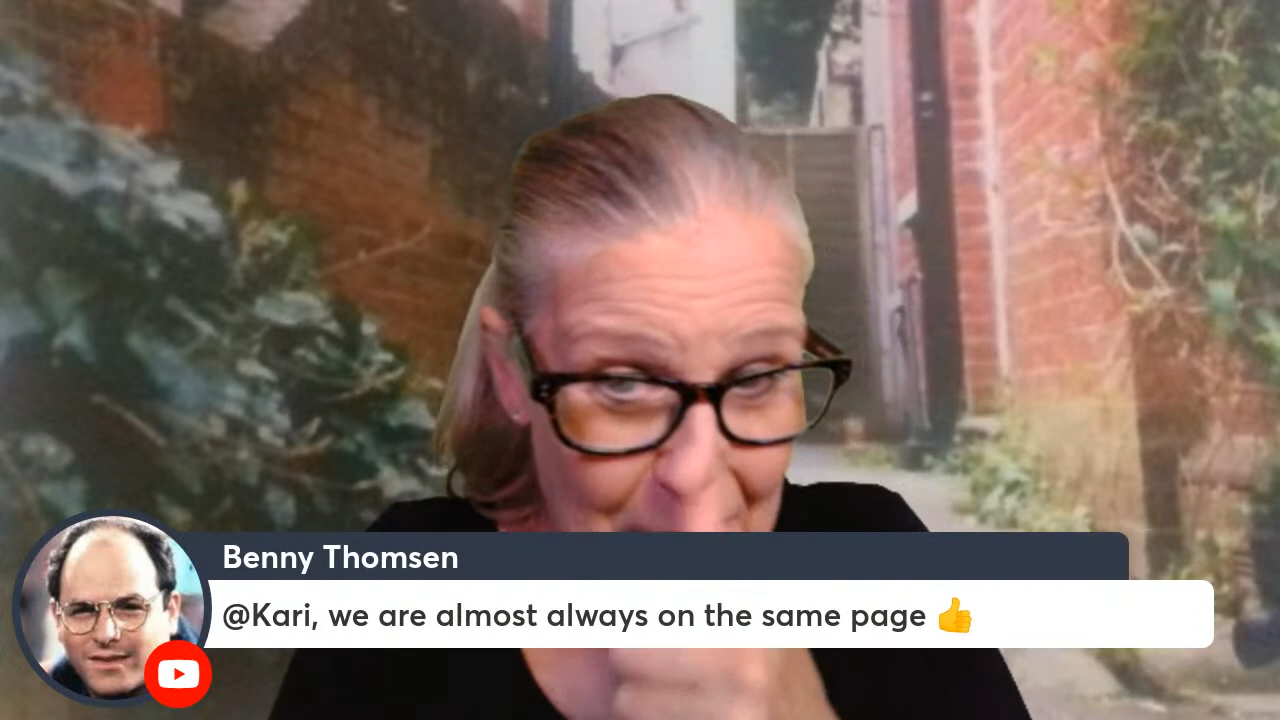 Benny Thomsen
@Kari, we are almost always on the same page 👍